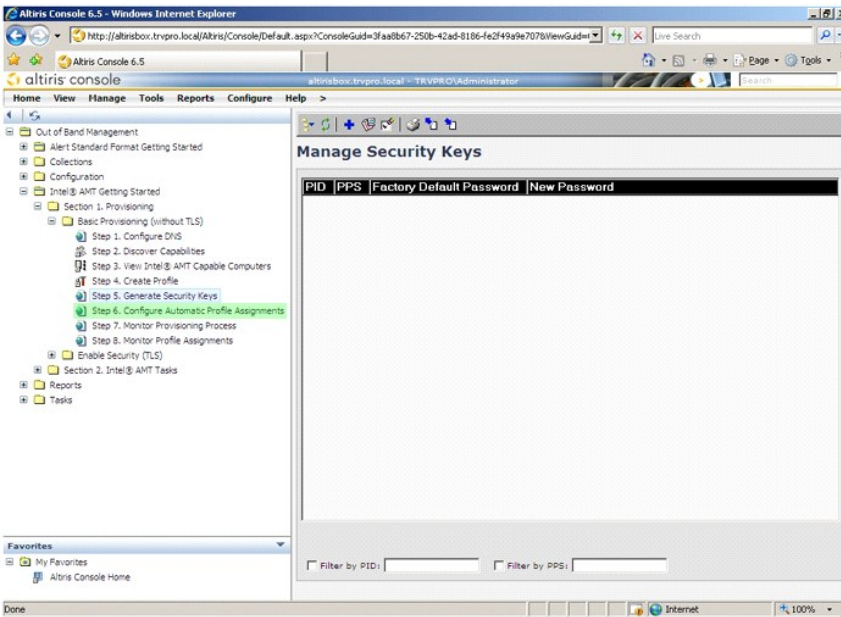 Altiris Console 6.5 - Windows Internet Explorer
http://altirisbox.trvpro.local/Altiris/Console/Default.aspx?ConsoleGuid=3faa8b67-250b-42ad-8186-fe2f49a9e707&ViewGuid=
Live Search
Altiris Console 6.5
Page
Tools
altiris console
altirisbox.trvpro.local - TRVPRO\Administrator
Search
Home View Manage Tools Reports Configure Help >
Out of Band Management
Alert Standard Format Getting Started
Collections
Configuration
Intel® AMT Getting Started
Section 1. Provisioning
Basic Provisioning (without TLS)
Step 1. Configure DNS
Step 2. Discover Capabilities
Step 3. View Intel® AMT Capable Computers
Step 4. Create Profile
Step 5. Generate Security Keys
Step 6. Configure Automatic Profile Assignments
Step 7. Monitor Provisioning Process
Step 8. Monitor Profile Assignments
Enable Security (TLS)
Section 2. Intel® AMT Tasks
Reports
Tasks
Manage Security Keys
PID PPS Factory Default Password New Password
Filter by PID: Filter by PPS:
Favorites
My Favorites
Altiris Console Home
Done
Internet
100%